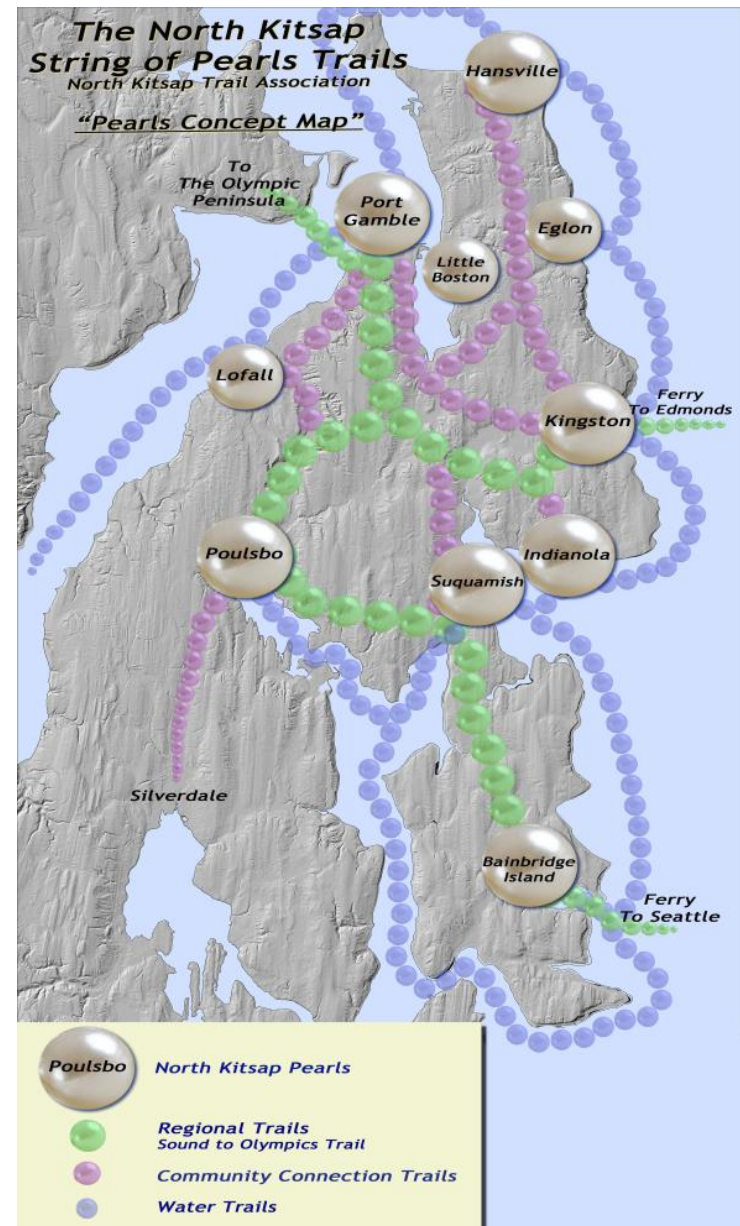 The North Kitsap
String of Pearls Trails
North Kitsap Trail Association
"Pearls Concept Map"
Hansville
To
The Olympic
Peninsula
Port
Gamble
Eglon
Little
Boston
Lofall
Ferry
To Edmonds
Kingston
Poulsbo
Suquamish
Indianola
Silverdale
Bainbridge
Island
Ferry
To Seattle
Poulsbo
North Kitsap Pearls
Regional Trails
Sound to Olympics Trail
Community Connection Trails
Water Trails